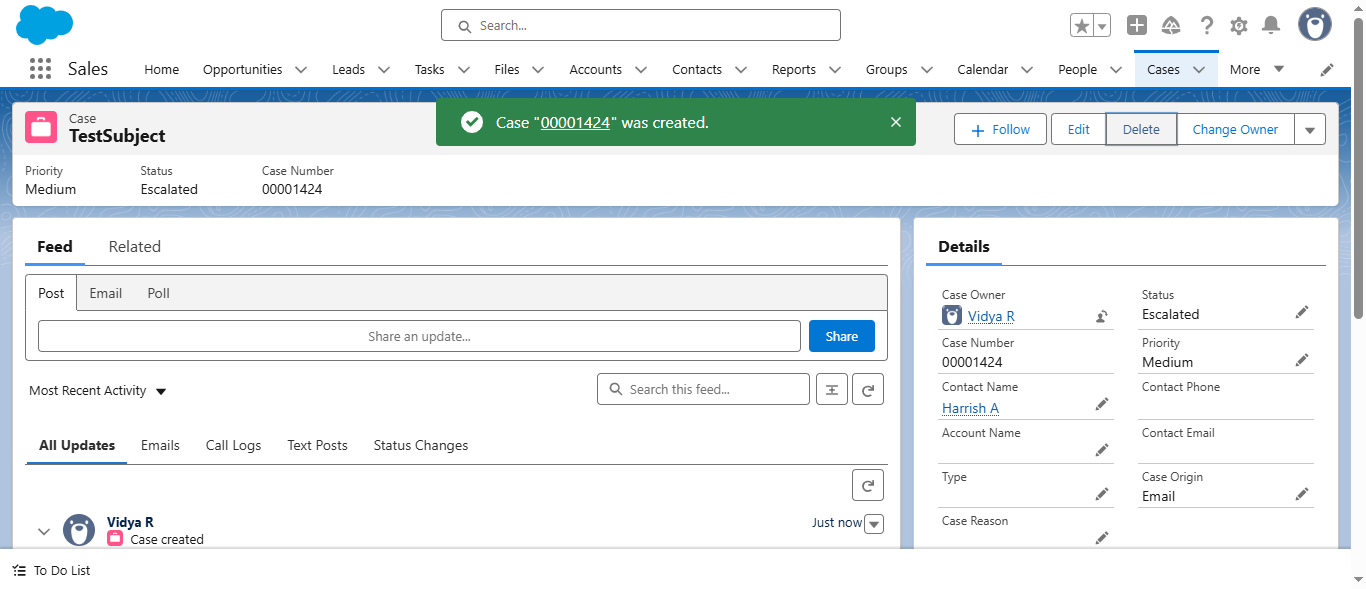 Search...
Sales Home Opportunities Leads Tasks Files Accounts Contacts Reports Groups Calendar People Cases More
Case "00001424" was created.
Case
TestSubject
Follow Edit Delete Change Owner
Priority Status Case Number
Medium Escalated 00001424
Feed Related
Post Email Poll
Share an update... Share
Most Recent Activity Search this feed...
All Updates Emails Call Logs Text Posts Status Changes
Vidya R Just now
Case created
Details
Case Owner Status
Vidya R Escalated
Case Number Priority
00001424 Medium
Contact Name Contact Phone
Harrish A
Account Name Contact Email
Type Case Origin
Email
Case Reason
To Do List